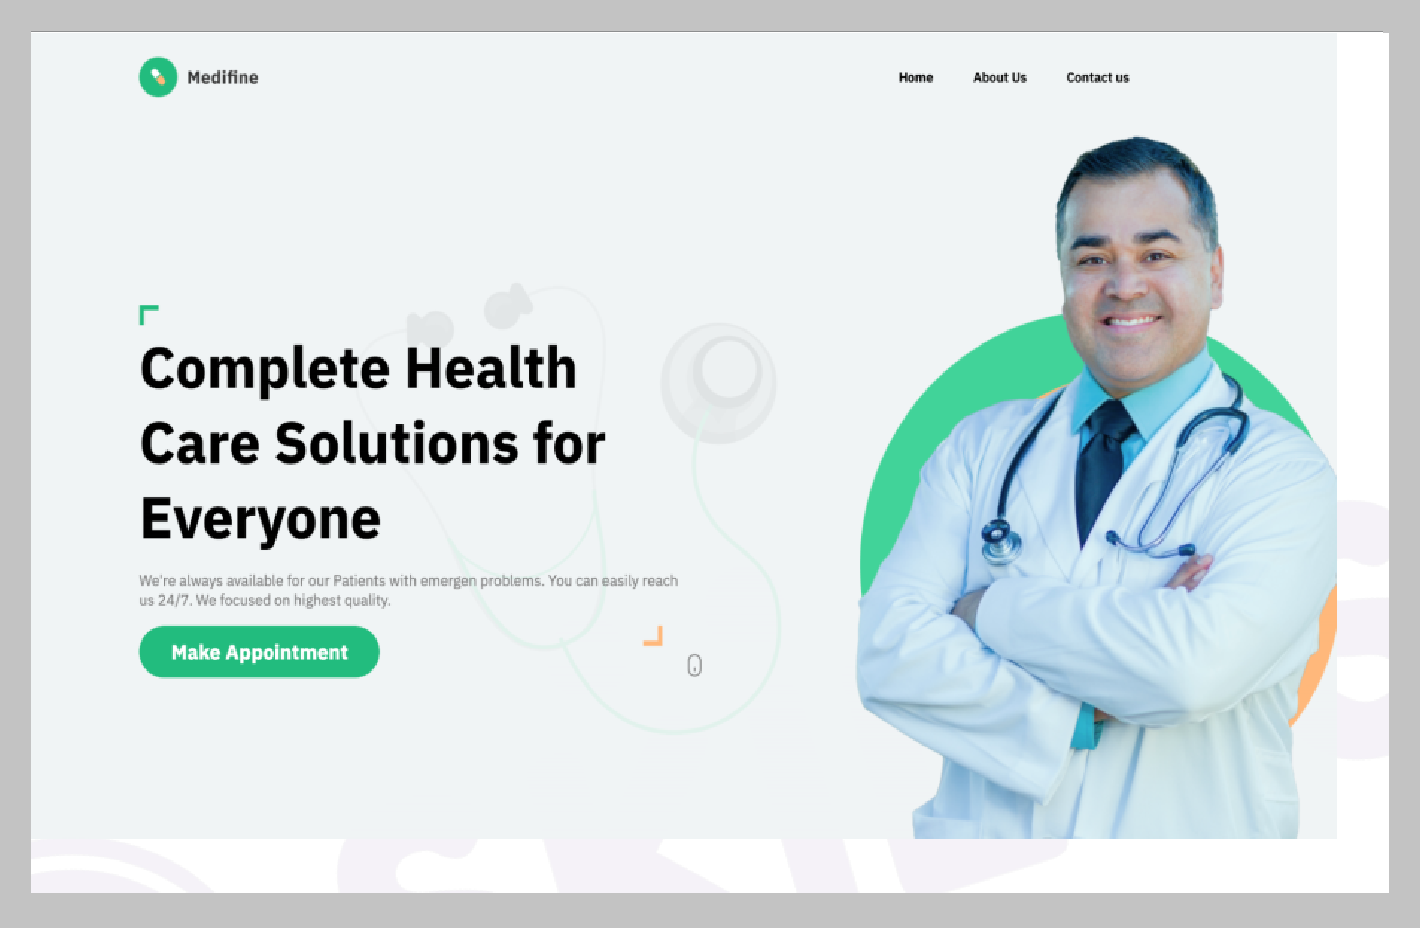 Medifine
Home
About Us
Contact us
Complete Health
Care Solutions for
Everyone
We're always available for our Patients with emergen problems. You can easily reach
us 24/7. We focused on highest quality.
Make Appointment